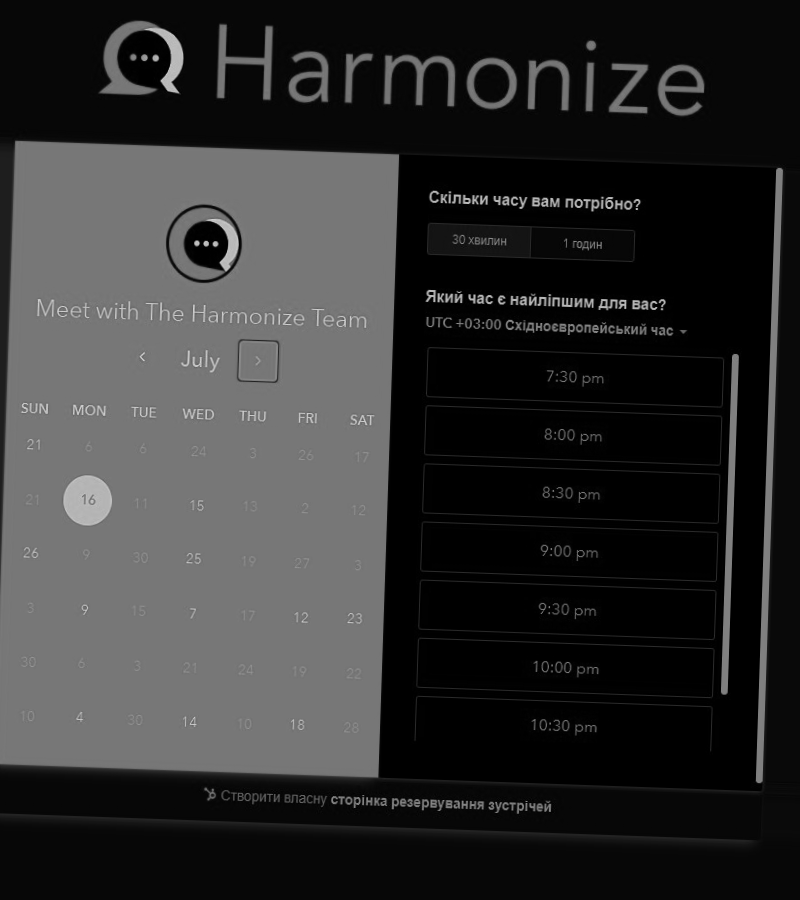 Harmonize
Meet with The Harmonize Team
July
SUN MON TUE WED THU FRI SAT
21 6 6 24 3 26 17
21 16 11 15 13 2 12
26 9 30 25 19 27 3
3 9 15 7 17 12 23
30 6 3 21 24 19 22
10 4 30 14 10 18 28
Скільки часу вам потрібно?
30 хвилин 1 годин
Який час є найліпшим для вас?
UTC +03:00 Східноєвропейський час
7:30 pm
8:00 pm
8:30 pm
9:00 pm
9:30 pm
10:00 pm
10:30 pm
Створити власну сторінка резервування зустрічей